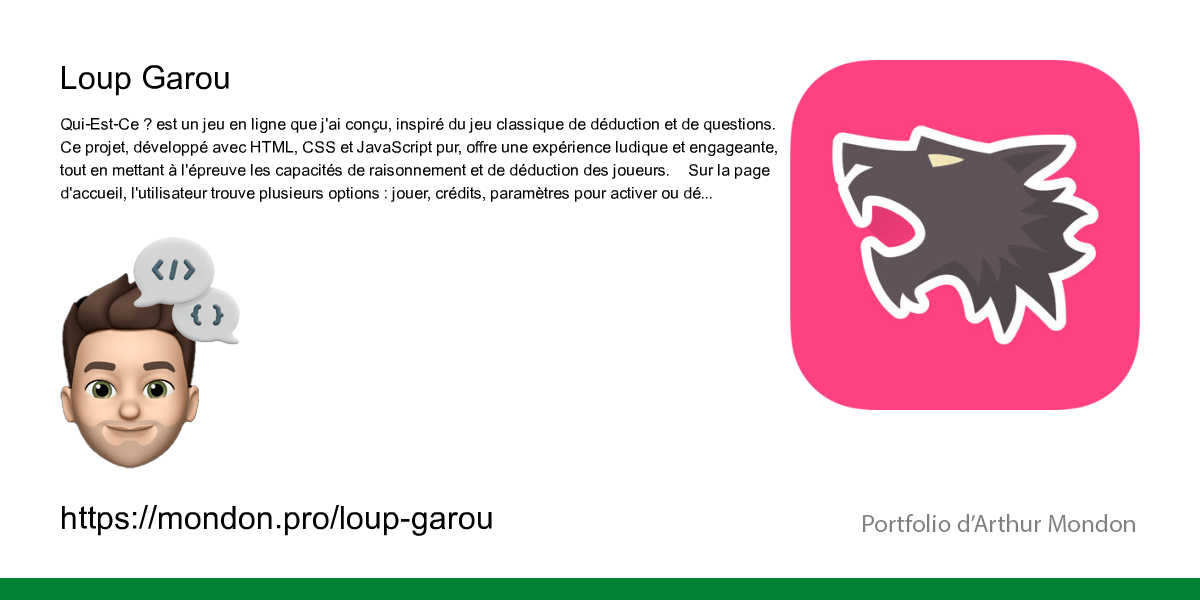 Loup Garou
Qui-Est-Ce ? est un jeu en ligne que j'ai conçu, inspiré du jeu classique de déduction et de questions.
Ce projet, développé avec HTML, CSS et JavaScript pur, offre une expérience ludique et engageante,
tout en mettant à l'épreuve les capacités de raisonnement et de déduction des joueurs. Sur la page
d'accueil, l'utilisateur trouve plusieurs options : jouer, crédits, paramètres pour activer ou dé...
</>
{ }
https://mondon.pro/loup-garou
Portfolio d’Arthur Mondon